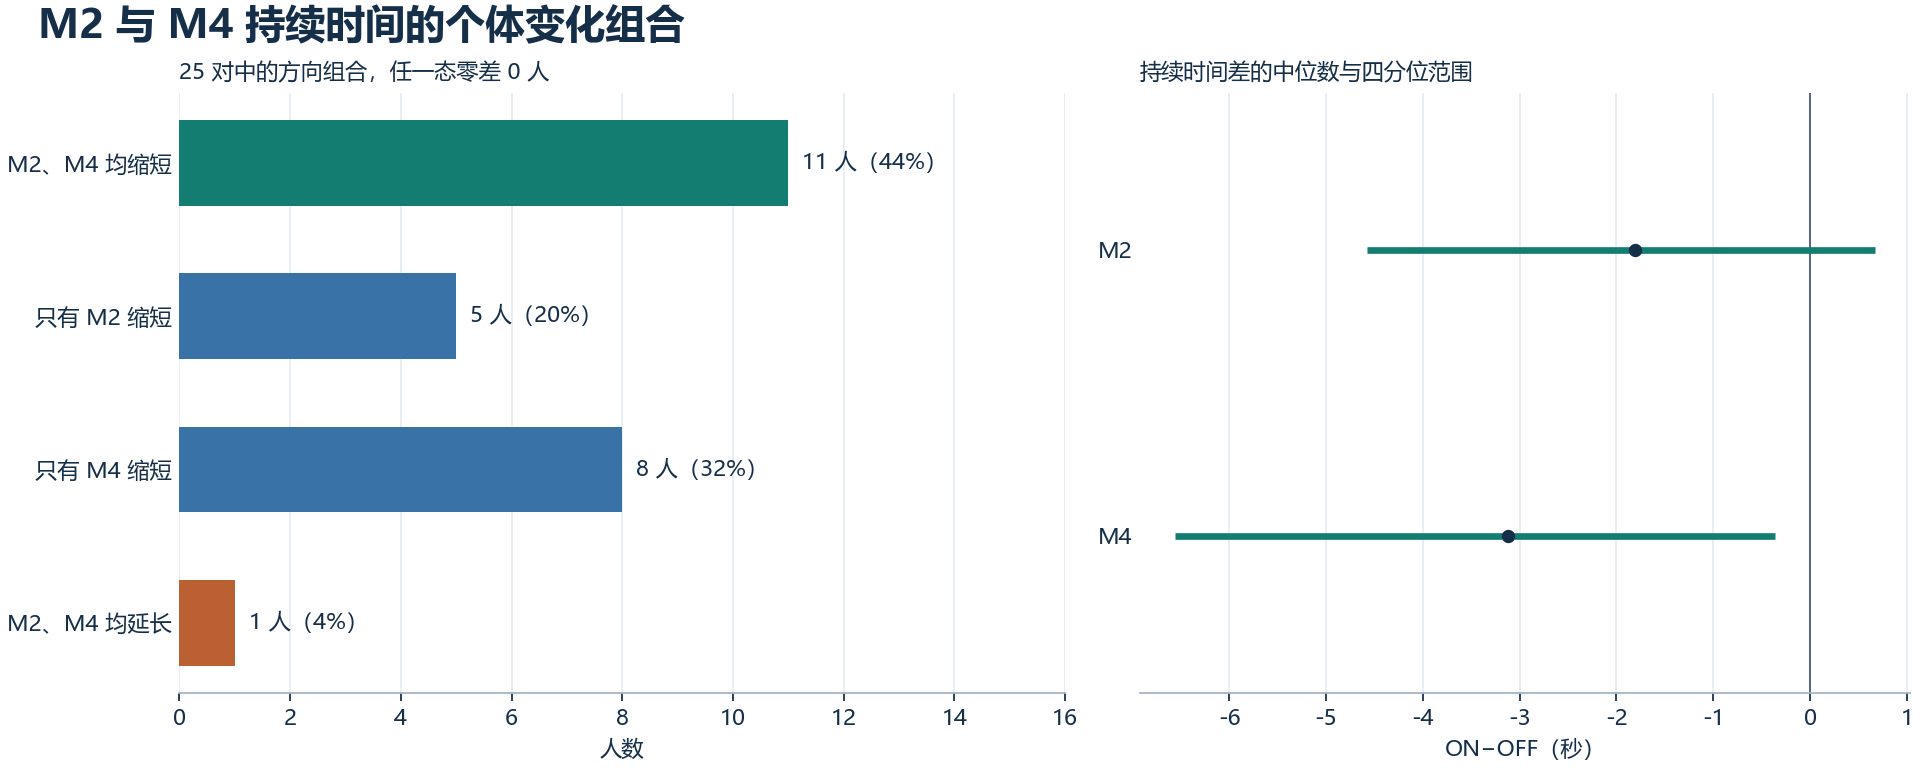 M2 与 M4 持续时间的个体变化组合
25 对中的方向组合，任一态零差 0 人
M2、M4 均缩短
11 人（44%）
只有 M2 缩短
5 人（20%）
只有 M4 缩短
8 人（32%）
M2、M4 均延长
1 人（4%）
0 2 4 6 8 10 12 14 16
人数
持续时间差的中位数与四分位范围
M2
M4
-6 -5 -4 -3 -2 -1 0 1
ON−OFF（秒）